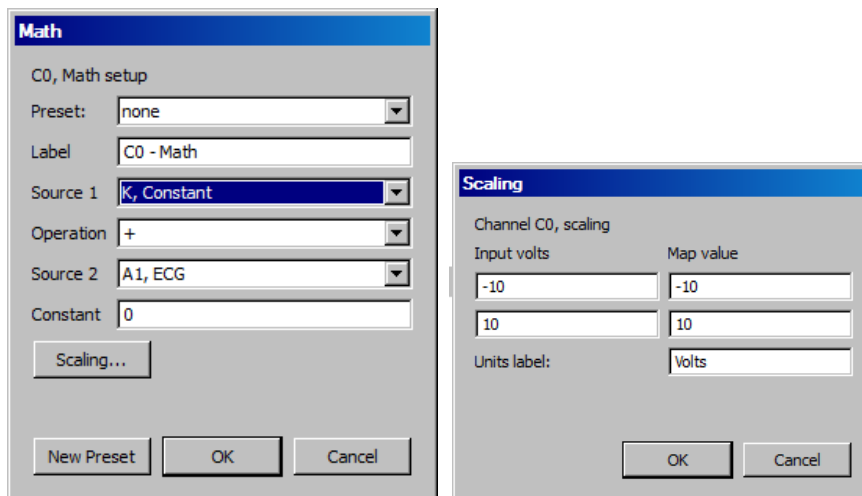 Math
C0, Math setup
Preset: none
Label C0 - Math
Source 1 K, Constant
Operation +
Source 2 A1, ECG
Constant 0
Scaling...
New Preset OK Cancel
Scaling
Channel C0, scaling
Input volts Map value
-10 -10
10 10
Units label: Volts
OK Cancel